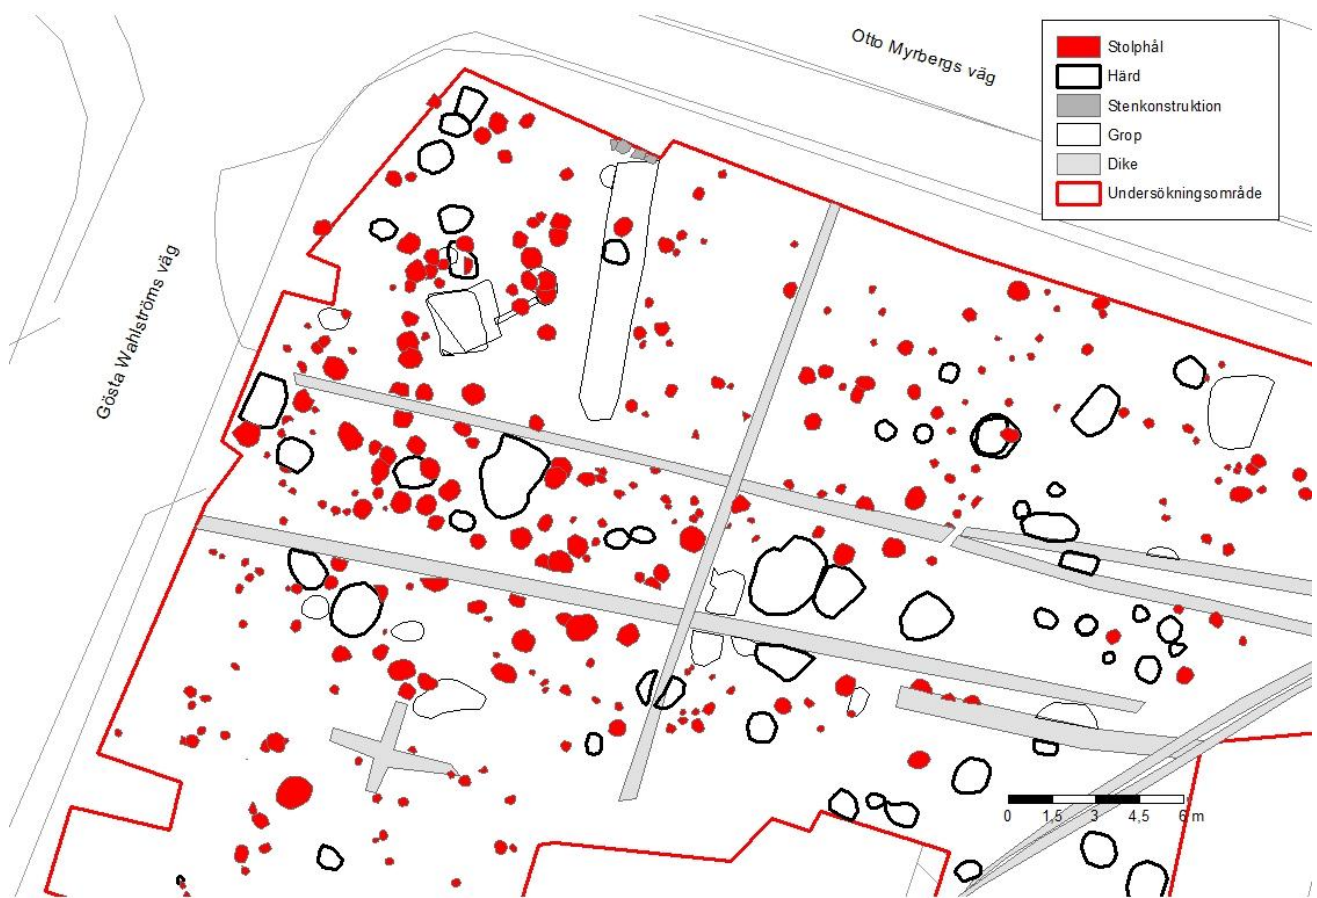 Otto Myrbergs väg
Gösta Wahlströms väg
Stolphål
Härd
Stenkonstruktion
Grop
Dike
Undersökningsområde
0 1,5 3 4,5 6 m